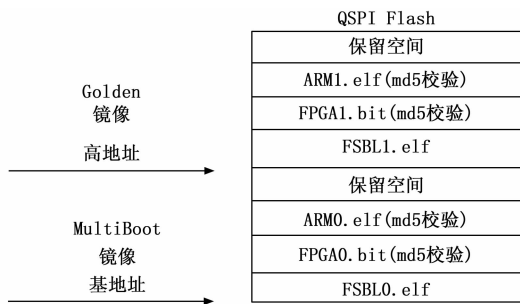 QSPI Flash
保留空间
ARM1.elf(md5校验)
FPGA1.bit(md5校验)
FSBL1.elf
保留空间
ARM0.elf(md5校验)
FPGA0.bit(md5校验)
FSBL0.elf
Golden
镜像
高地址
MultiBoot
镜像
基地址